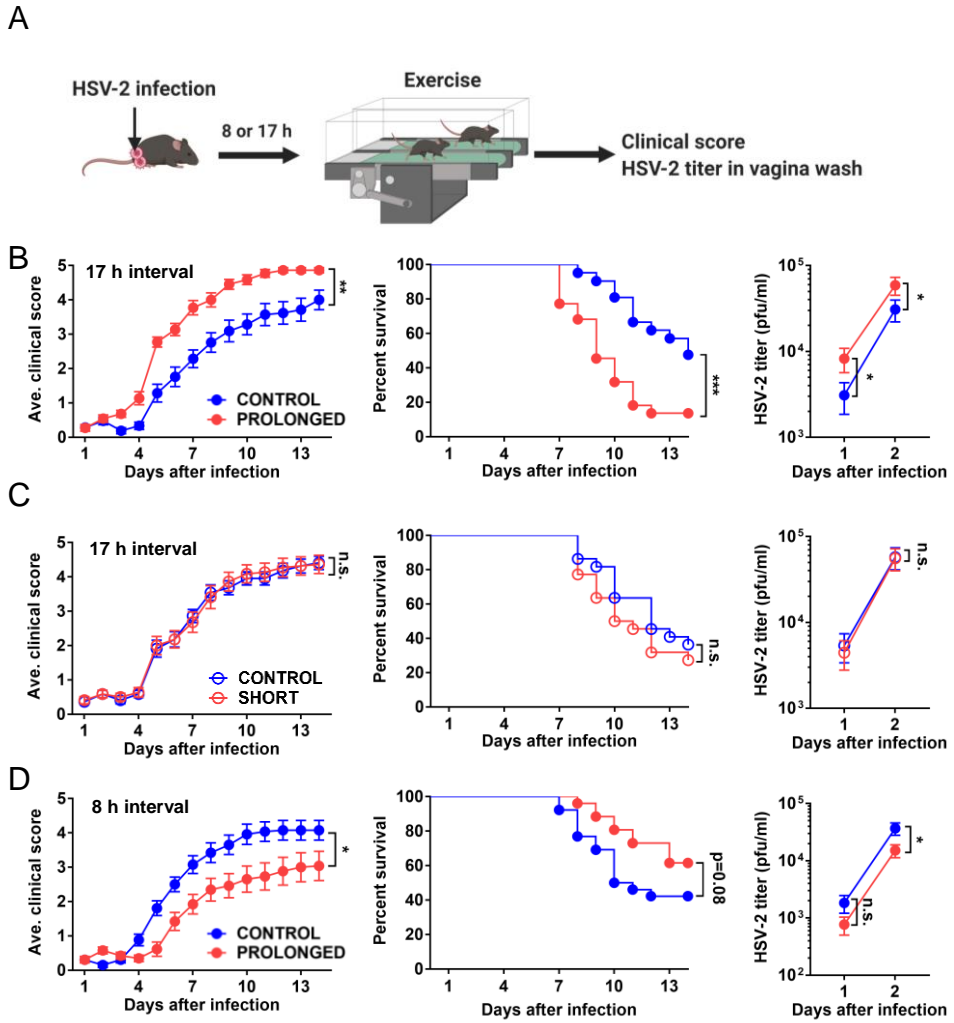 A
HSV-2 infection
8 or 17 h
Exercise
Clinical score
HSV-2 titer in vagina wash
B
17 h interval
Ave. clinical score
5
4
3
2
1
0
1 4 7 10 13
Days after infection
CONTROL
PROLONGED
**
Percent survival
100
80
60
40
20
0
1 4 7 10 13
Days after infection
***
HSV-2 titer (pfu/ml)
10⁵
10⁴
10³
1 2
Days after infection
*
*
C
17 h interval
Ave. clinical score
5
4
3
2
1
0
1 4 7 10 13
Days after infection
CONTROL
SHORT
n.s.
Percent survival
100
80
60
40
20
0
1 4 7 10 13
Days after infection
n.s.
HSV-2 titer (pfu/ml)
10⁵
10⁴
10³
1 2
Days after infection
n.s.
D
8 h interval
Ave. clinical score
5
4
3
2
1
0
1 4 7 10 13
Days after infection
CONTROL
PROLONGED
*
Percent survival
100
80
60
40
20
0
1 4 7 10 13
Days after infection
p=0.08
HSV-2 titer (pfu/ml)
10⁵
10⁴
10³
10²
1 2
Days after infection
n.s.
*